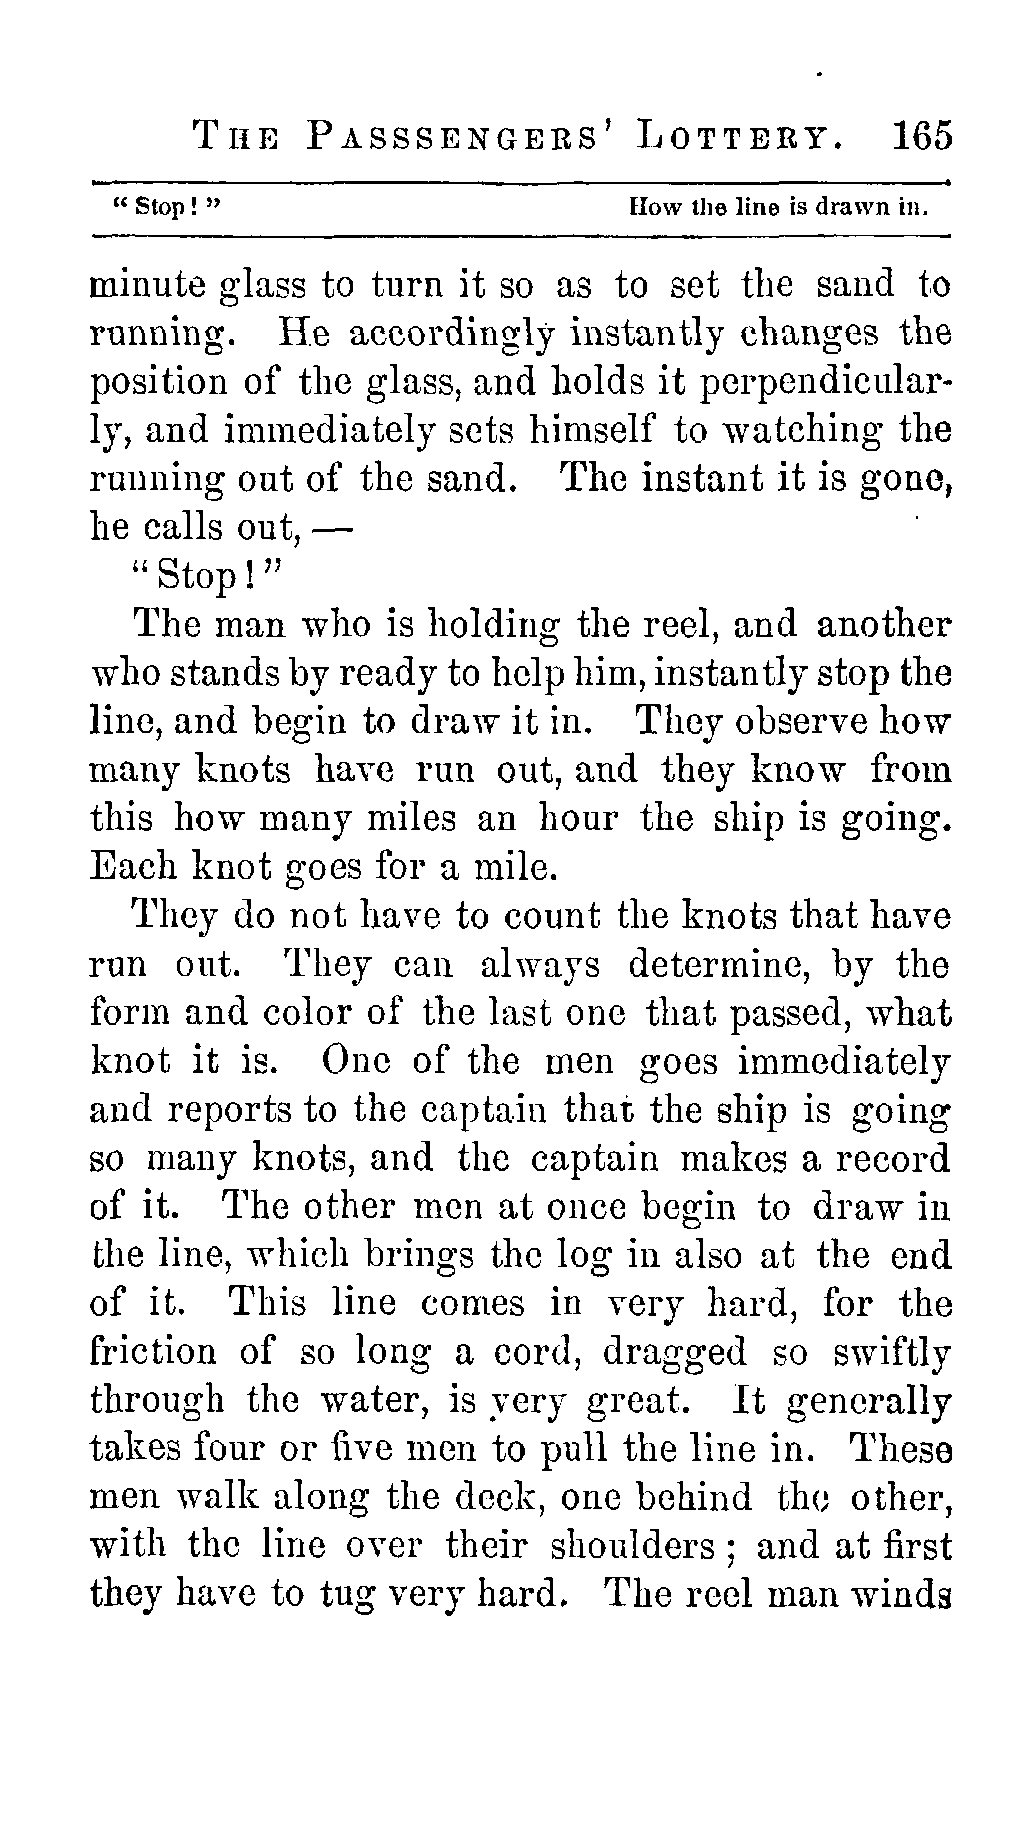 THE PASSSENGERS' LOTTERY. 165
“Stop!” How the line is drawn in.
minute glass to turn it so as to set the sand to
running. He accordingly instantly changes the
position of the glass, and holds it perpendicular-
ly, and immediately sets himself to watching the
running out of the sand. The instant it is gone,
he calls out, —
“Stop!”
The man who is holding the reel, and another
who stands by ready to help him, instantly stop the
line, and begin to draw it in. They observe how
many knots have run out, and they know from
this how many miles an hour the ship is going.
Each knot goes for a mile.
They do not have to count the knots that have
run out. They can always determine, by the
form and color of the last one that passed, what
knot it is. One of the men goes immediately
and reports to the captain that the ship is going
so many knots, and the captain makes a record
of it. The other men at once begin to draw in
the line, which brings the log in also at the end
of it. This line comes in very hard, for the
friction of so long a cord, dragged so swiftly
through the water, is very great. It generally
takes four or five men to pull the line in. These
men walk along the deck, one behind the other,
with the line over their shoulders; and at first
they have to tug very hard. The reel man winds